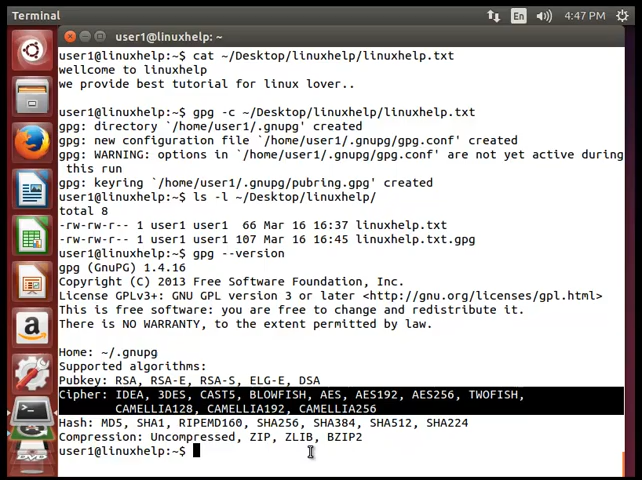 Terminal
En
4:47 PM
user1@linuxhelp: ~
user1@linuxhelp:~$ cat ~/Desktop/linuxhelp/linuxhelp.txt
wellcome to linuxhelp
we provide best tutorial for linux lover..
user1@linuxhelp:~$ gpg -c ~/Desktop/linuxhelp/linuxhelp.txt
gpg: directory `/home/user1/.gnupg' created
gpg: new configuration file `/home/user1/.gnupg/gpg.conf' created
gpg: WARNING: options in `/home/user1/.gnupg/gpg.conf' are not yet active during
this run
gpg: keyring `/home/user1/.gnupg/pubring.gpg' created
user1@linuxhelp:~$ ls -l ~/Desktop/linuxhelp/
total 8
-rw-rw-r-- 1 user1 user1  66 Mar 16 16:37 linuxhelp.txt
-rw-rw-r-- 1 user1 user1 107 Mar 16 16:45 linuxhelp.txt.gpg
user1@linuxhelp:~$ gpg --version
gpg (GnuPG) 1.4.16
Copyright (C) 2013 Free Software Foundation, Inc.
License GPLv3+: GNU GPL version 3 or later <http://gnu.org/licenses/gpl.html>
This is free software: you are free to change and redistribute it.
There is NO WARRANTY, to the extent permitted by law.
Home: ~/.gnupg
Supported algorithms:
Pubkey: RSA, RSA-E, RSA-S, ELG-E, DSA
Cipher: IDEA, 3DES, CAST5, BLOWFISH, AES, AES192, AES256, TWOFISH,
CAMELLIA128, CAMELLIA192, CAMELLIA256
Hash: MD5, SHA1, RIPEMD160, SHA256, SHA384, SHA512, SHA224
Compression: Uncompressed, ZIP, ZLIB, BZIP2
user1@linuxhelp:~$